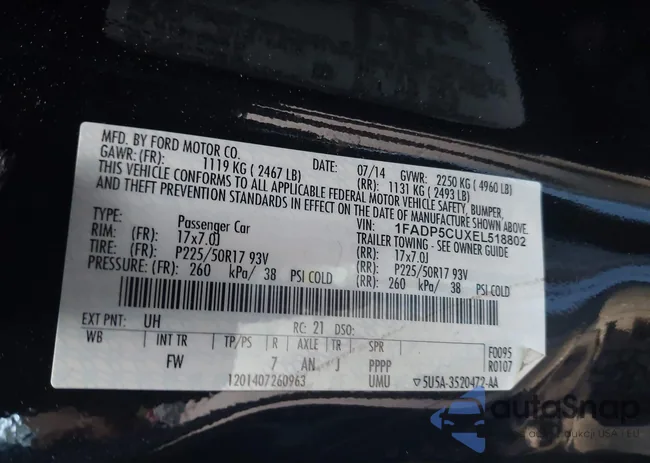 MFD. BY FORD MOTOR CO.
DATE: 07/14 GVWR: 2250 KG ( 4960 LB)
GAWR: (FR): 1119 KG ( 2467 LB) (RR): 1131 KG ( 2493 LB)
THIS VEHICLE CONFORMS TO ALL APPLICABLE FEDERAL MOTOR VEHICLE SAFETY, BUMPER,
AND THEFT PREVENTION STANDARDS IN EFFECT ON THE DATE OF MANUFACTURE SHOWN ABOVE.
VIN: 1FADP5CUXEL518802
TYPE: Passenger Car TRAILER TOWING - SEE OWNER GUIDE
RIM: (FR): 17x7.0J (RR): 17x7.0J
TIRE: (FR): P225/50R17 93V (RR): P225/50R17 93V
PRESSURE: (FR): 260 kPa/ 38 PSI COLD (RR): 260 kPa/ 38 PSI COLD
EXT PNT: UH RC: 21 DSO:
WB INT TR TP/PS R AXLE TR SPR
FW 7 AN J PPPP
F0095
R0107
1201407260963 UMU ▽5U5A-3520472-AA
autoSnap
USA - EU